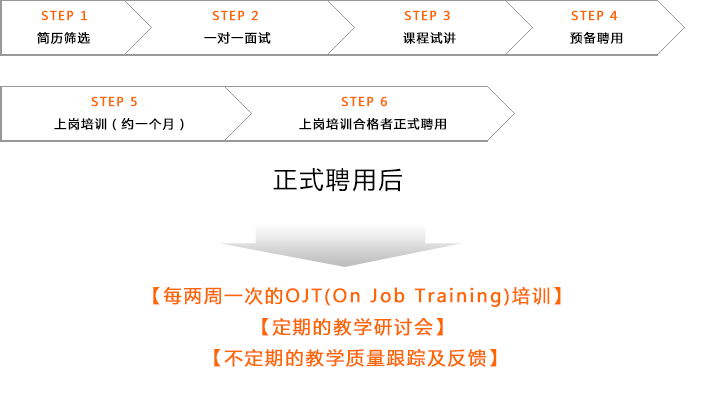 STEP 1
简历筛选
STEP 2
一对一面试
STEP 3
课程试讲
STEP 4
预备聘用
STEP 5
上岗培训（约一个月）
STEP 6
上岗培训合格者正式聘用
正式聘用后
【每两周一次的OJT(On Job Training)培训】
【定期的教学研讨会】
【不定期的教学质量跟踪及反馈】